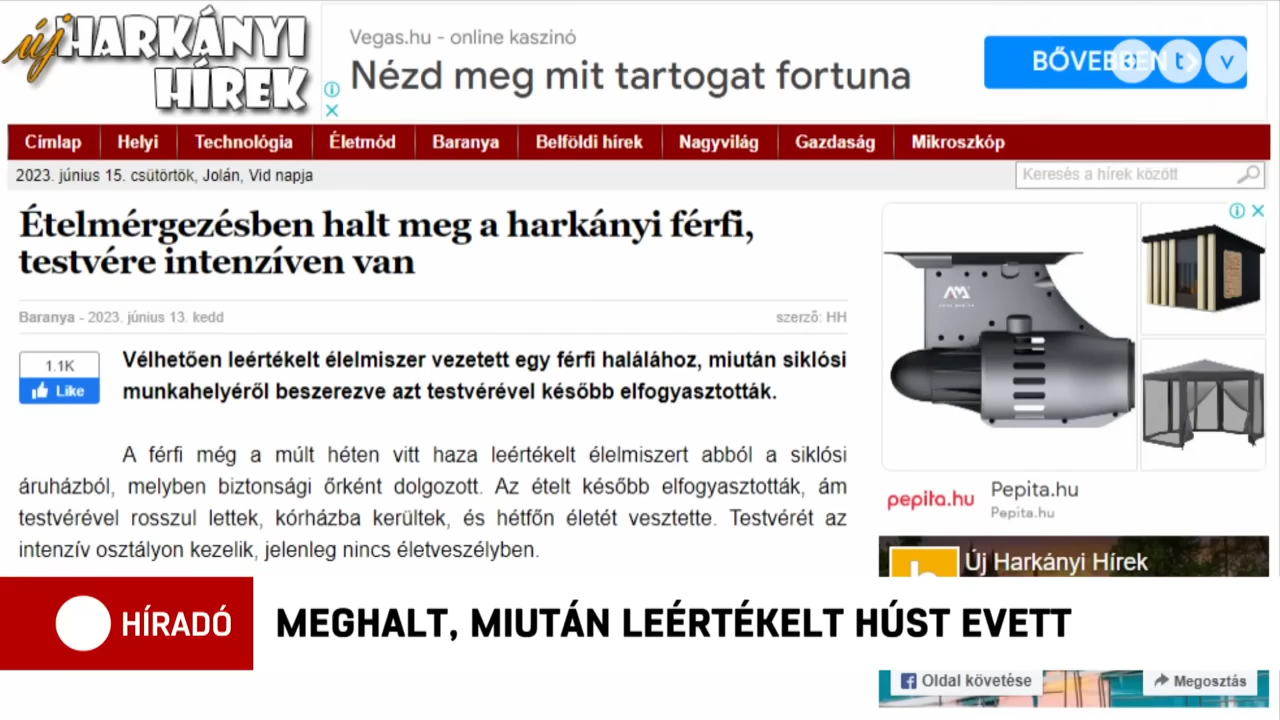 új HARKÁNYI
HÍREK
Vegas.hu - online kaszinó
Nézd meg mit tartogat fortuna
BŐVEBBEN
t v
Címlap Helyi Technológia Életmód Baranya Belföldi hírek Nagyvilág Gazdaság Mikroszkóp
2023. június 15. csütörtök, Jolán, Vid napja
Keresés a hírek között
Ételmérgezésben halt meg a harkányi férfi,
testvére intenzíven van
Baranya - 2023. június 13. kedd
szerző: HH
1.1K
Like
Vélhetően leértékelt élelmiszer vezetett egy férfi halálához, miután siklósi
munkahelyéről beszerezve azt testvérével később elfogyasztották.
A férfi még a múlt héten vitt haza leértékelt élelmiszert abból a siklósi
áruházból, melyben biztonsági őrként dolgozott. Az ételt később elfogyasztották, ám
testvérével rosszul lettek, kórházba kerültek, és hétfőn életét vesztette. Testvérét az
intenzív osztályon kezelik, jelenleg nincs életveszélyben.
pepita.hu
Pepita.hu
Pepita.hu
Új Harkányi Hírek
HÍRADÓ
MEGHALT, MIUTÁN LEÉRTÉKELT HÚST EVETT
Oldal követése
Megosztás